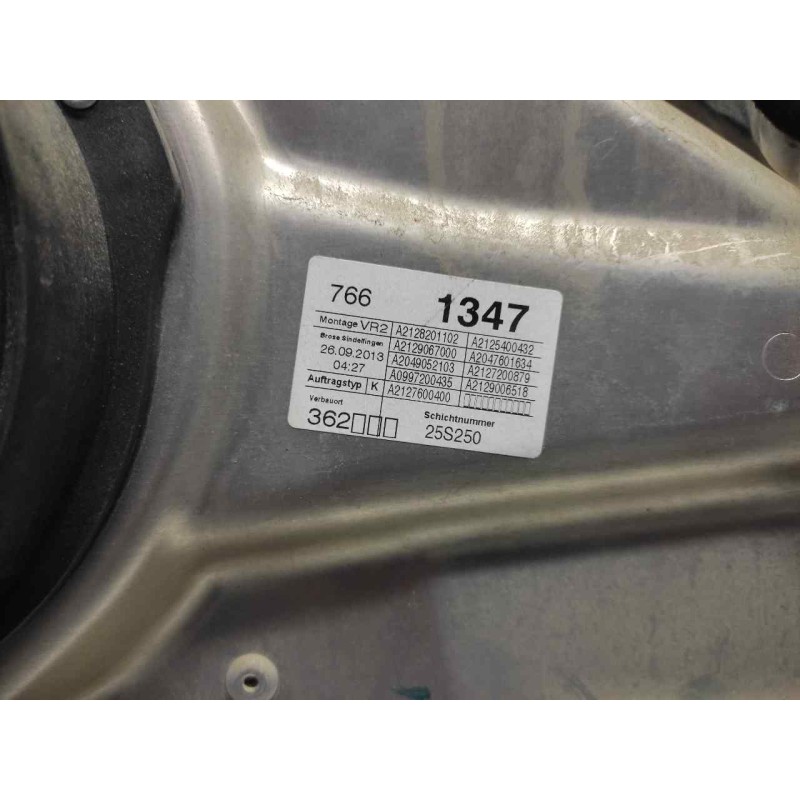 766 1347
Montage VR2 A2128201102 A2125400432
Brose Sindelfingen A2129067000 A2047601634
26.09.2013 A2049052103 A2127200879
04:27 A0997200435 A2129006518
Auftragstyp K A2127600400
Verbauort Schichtnummer
362 25S250